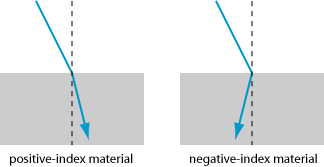 positive-index material
negative-index material